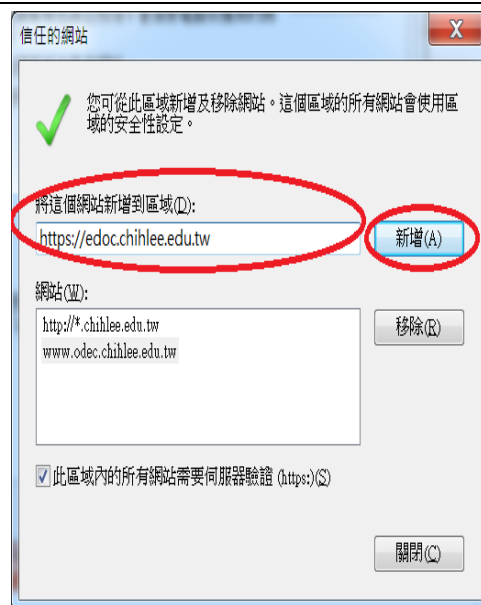 信任的網站
X
您可從此區域新增及移除網站。這個區域的所有網站會使用區
域的安全性設定。
將這個網站新增到區域(D):
https://edoc.chihlee.edu.tw
新增(A)
網站(W):
http://*.chihlee.edu.tw
www.odec.chihlee.edu.tw
移除(R)
此區域內的所有網站需要伺服器驗證 (https:)(S)
關閉(C)